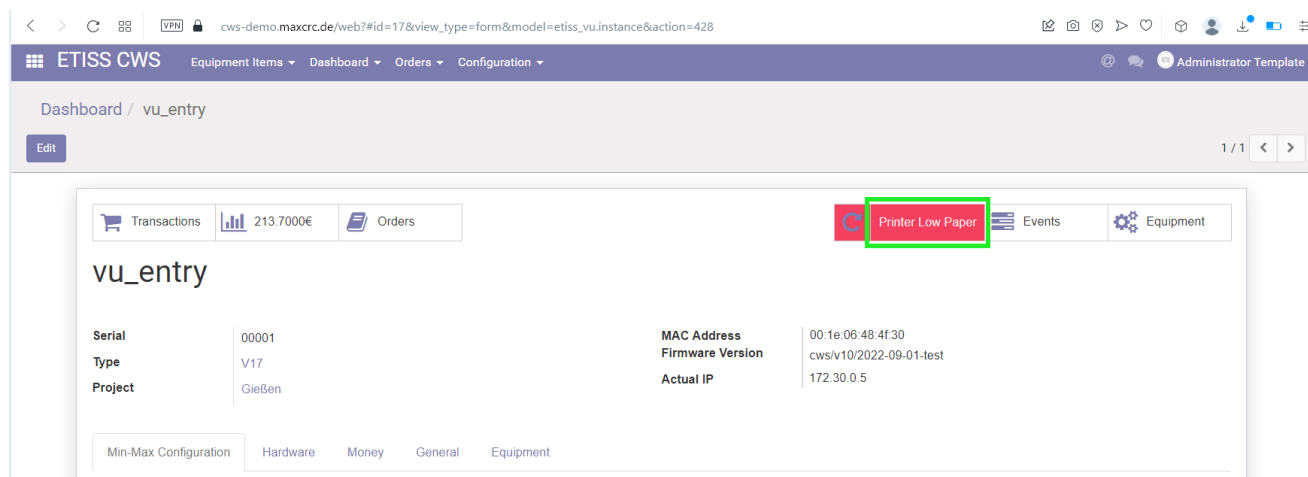 VPN cws-demo.maxcrc.de/web?#id=17&view_type=form&model=etiss_vu.instance&action=428
ETISS CWS Equipment Items Dashboard Orders Configuration @ Administrator Template
Dashboard / vu_entry
Edit 1 / 1
Transactions 213.7000€ Orders Printer Low Paper Events Equipment
vu_entry
Serial 00001 MAC Address 00:1e:06:48:4f:30
Type V17 Firmware Version cws/v10/2022-09-01-test
Project Gießen Actual IP 172.30.0.5
Min-Max Configuration Hardware Money General Equipment